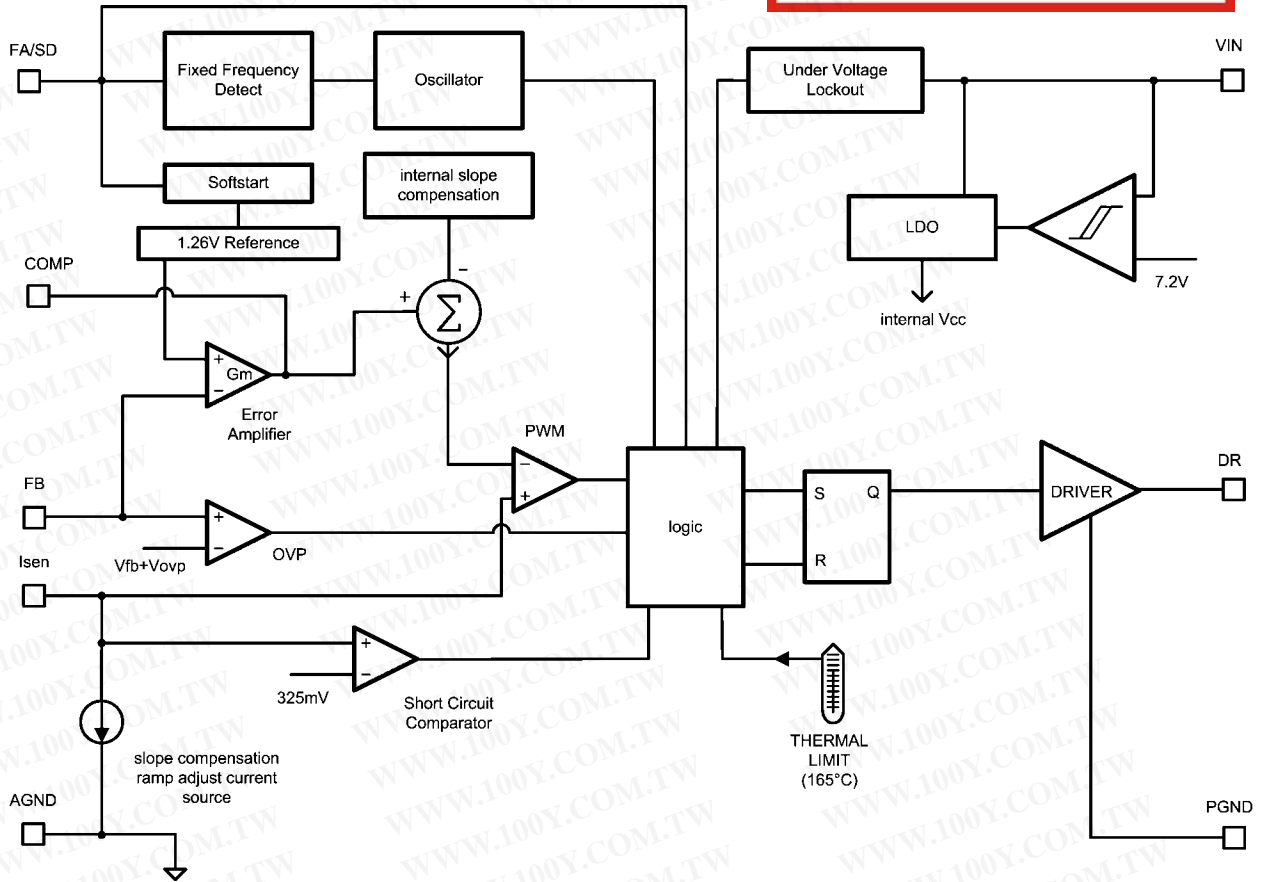 FA/SD
Fixed Frequency
Detect
Oscillator
Under Voltage
Lockout
VIN
Softstart
internal slope
compensation
1.26V Reference
LDO
7.2V
internal Vcc
COMP
+
−
Σ
+
−
Gm
Error
Amplifier
PWM
−
+
FB
+
−
OVP
Vfb+Vovp
logic
S
Q
R
DRIVER
DR
Isen
+
−
325mV
Short Circuit
Comparator
THERMAL
LIMIT
(165°C)
slope compensation
ramp adjust current
source
AGND
PGND
WWW.100Y.COM.TW